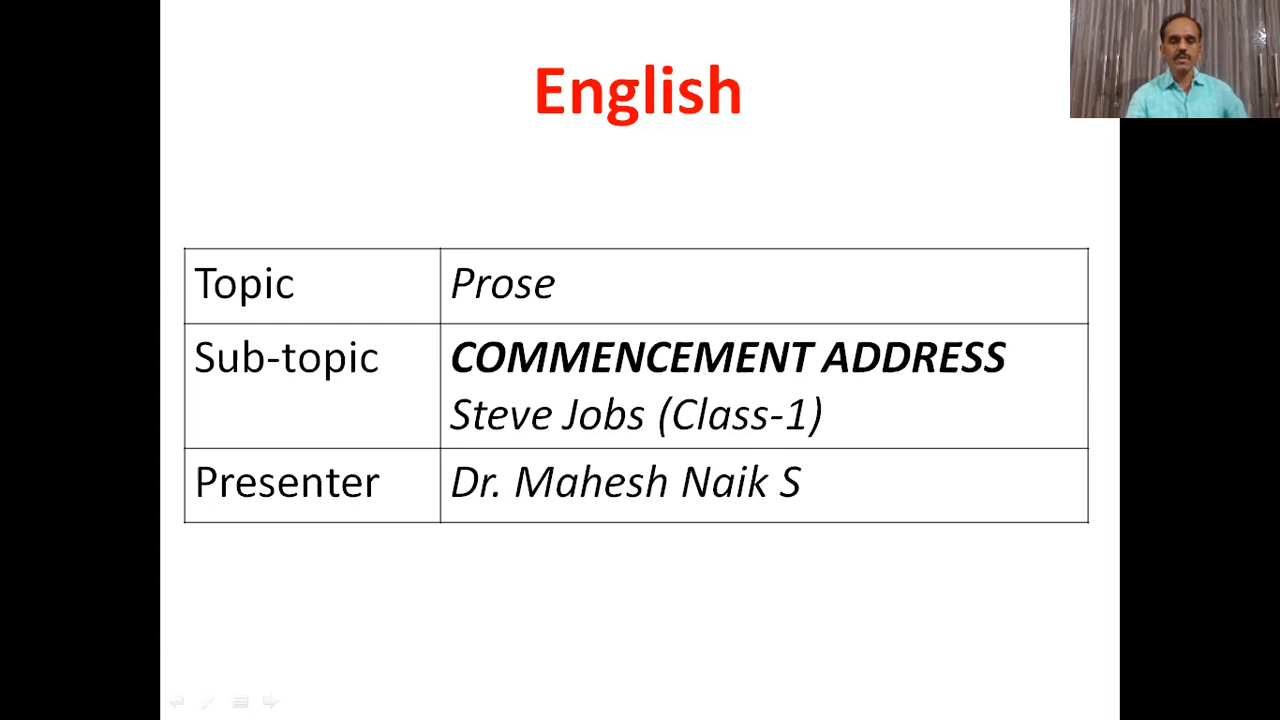 English
Topic Prose
Sub-topic COMMENCEMENT ADDRESS
Steve Jobs (Class-1)
Presenter Dr. Mahesh Naik S